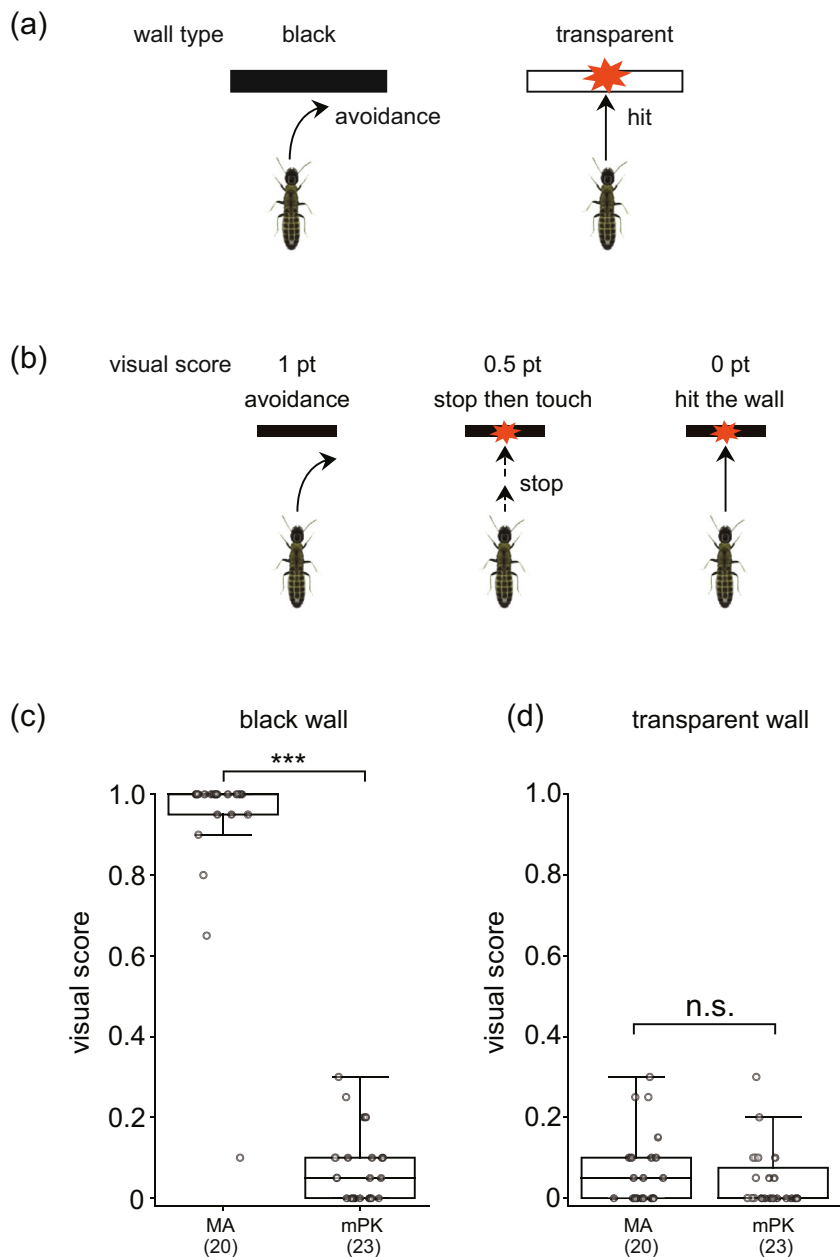 (a)
wall type black transparent
avoidance hit
(b)
visual score 1 pt 0.5 pt 0 pt
avoidance stop then touch hit the wall
stop
(c) black wall
***
1.0
0.8
0.6
0.4
0.2
0
visual score
MA mPK
(20) (23)
(d) transparent wall
n.s.
1.0
0.8
0.6
0.4
0.2
0
visual score
MA mPK
(20) (23)